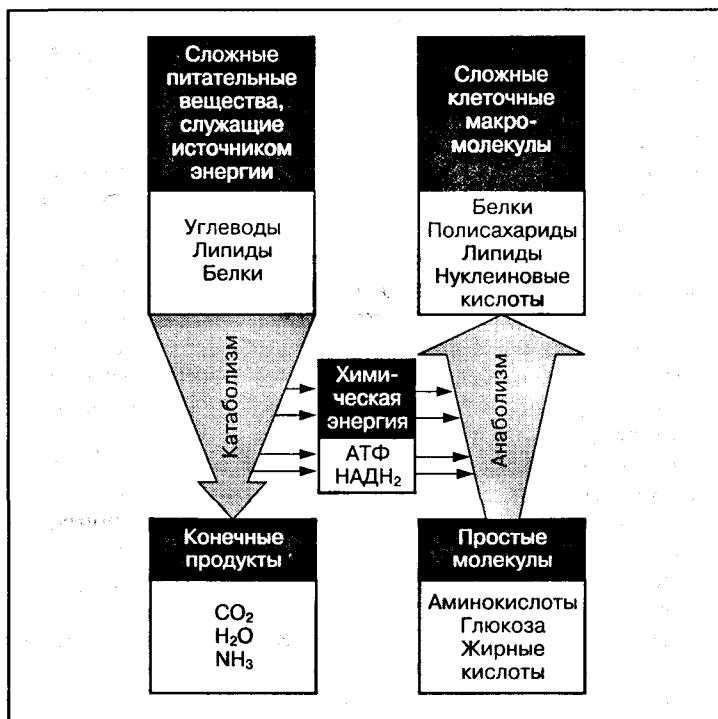 Сложные
питательные
вещества,
служащие
источником
энергии
Углеводы
Липиды
Белки
Катаболизм
Конечные
продукты
CO₂
H₂O
NH₃
Хими-
ческая
энергия
АТФ
НАДН₂
Сложные
клеточные
макро-
молекулы
Белки
Полисахариды
Липиды
Нуклеиновые
кислоты
Анаболизм
Простые
молекулы
Аминокислоты
Глюкоза
Жирные
кислоты